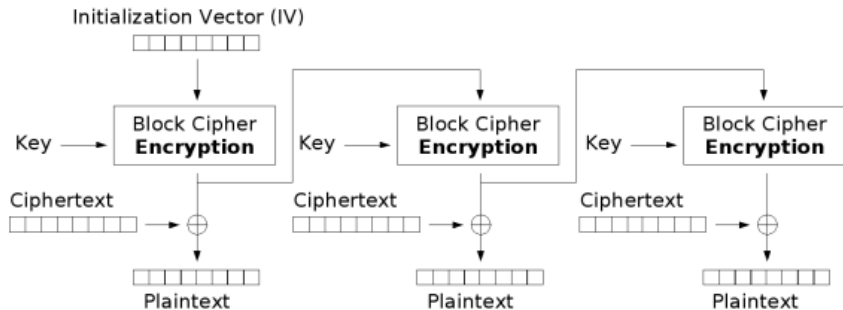 Initialization Vector (IV)
Block Cipher
Encryption
Block Cipher
Encryption
Block Cipher
Encryption
Key
Key
Key
Ciphertext
Ciphertext
Ciphertext
Plaintext
Plaintext
Plaintext